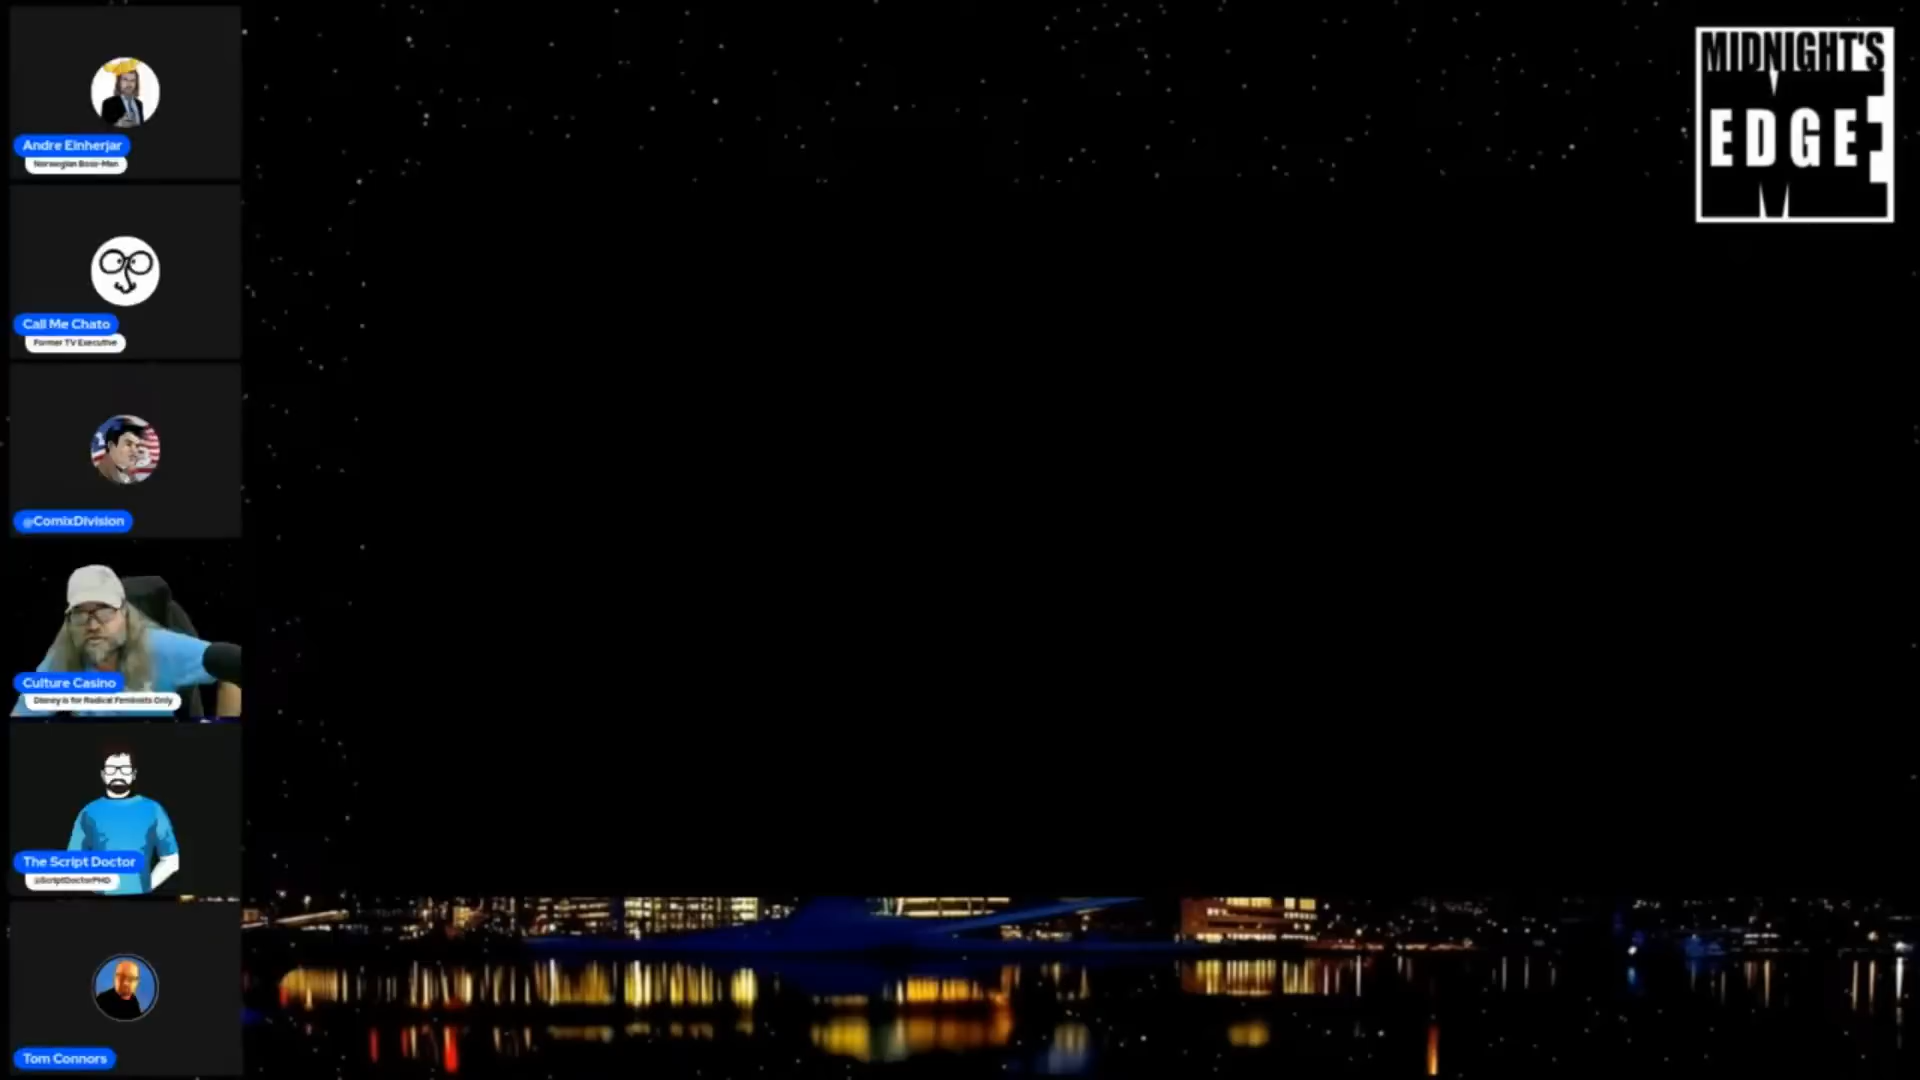 Andre Einherjar
Norwegian Boss-Man
Call Me Chato
Former TV Executive
@ComixDivision
Culture Casino
Disney is for Radical Feminists Only
The Script Doctor
@ScriptDoctorPHD
Tom Connors
MIDNIGHT'S
EDGE